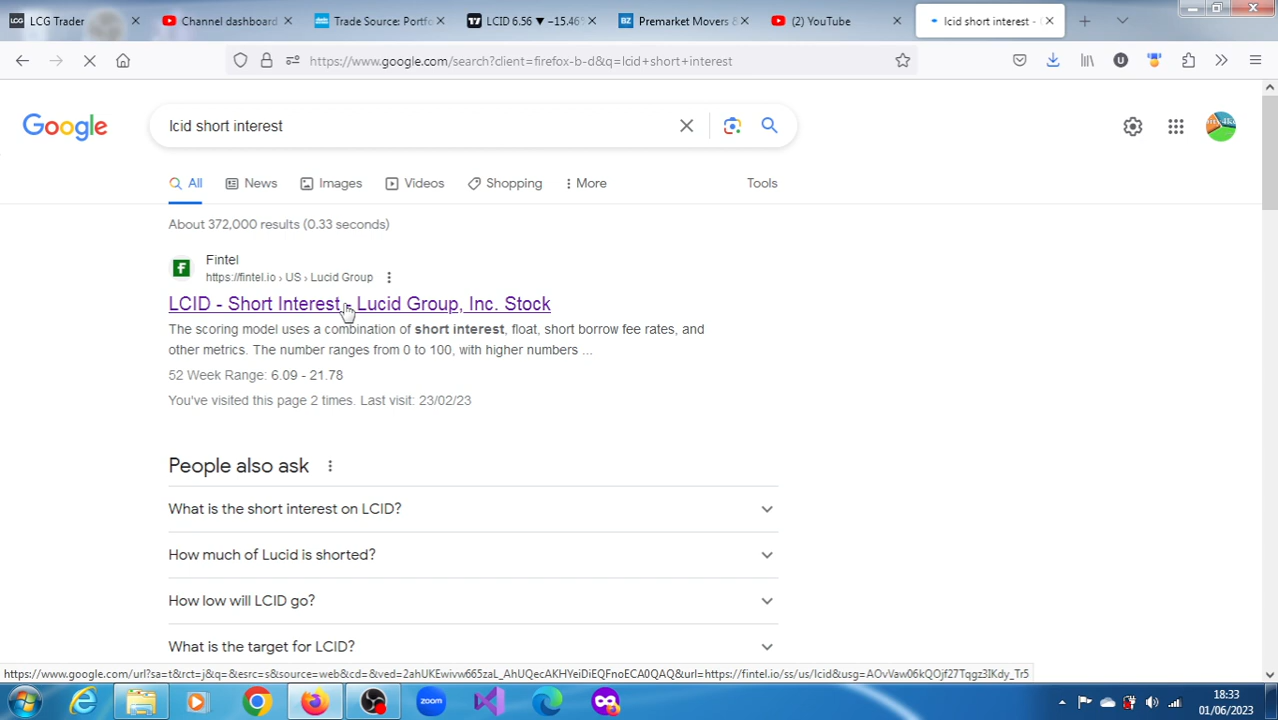 LCG Trader
Channel dashboard
Trade Source: Portfo
LCID 6.56 ▼ −15.46%
Premarket Movers &
(2) YouTube
lcid short interest -
https://www.google.com/search?client=firefox-b-d&q=lcid+short+interest
Google
lcid short interest
All
News
Images
Videos
Shopping
More
Tools
About 372,000 results (0.33 seconds)
Fintel
https://fintel.io › US › Lucid Group
LCID - Short Interest - Lucid Group, Inc. Stock
The scoring model uses a combination of short interest, float, short borrow fee rates, and
other metrics. The number ranges from 0 to 100, with higher numbers ...
52 Week Range: 6.09 - 21.78
You've visited this page 2 times. Last visit: 23/02/23
People also ask
What is the short interest on LCID?
How much of Lucid is shorted?
How low will LCID go?
What is the target for LCID?
zoom
18:33
01/06/2023